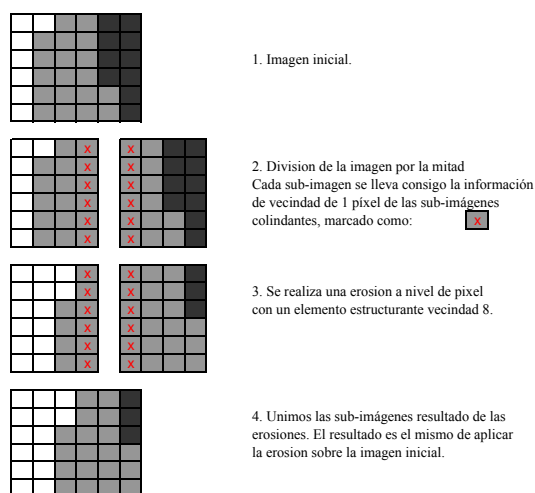 1. Imagen inicial.
x x
x x
x x
x x
x x
x x
2. Division de la imagen por la mitad
Cada sub-imagen se lleva consigo la información
de vecindad de 1 píxel de las sub-imágenes
colindantes, marcado como: x
x x
x x
x x
x x
x x
x x
3. Se realiza una erosion a nivel de pixel
con un elemento estructurante vecindad 8.
4. Unimos las sub-imágenes resultado de las
erosiones. El resultado es el mismo de aplicar
la erosion sobre la imagen inicial.